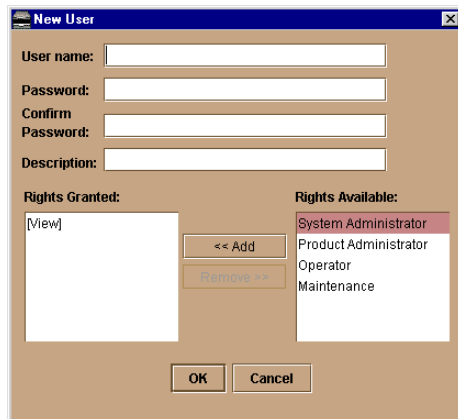 New User
User name:
Password:
Confirm
Password:
Description:
Rights Granted:
Rights Available:
[View]
System Administrator
Product Administrator
Operator
Maintenance
<< Add
Remove >>
OK
Cancel